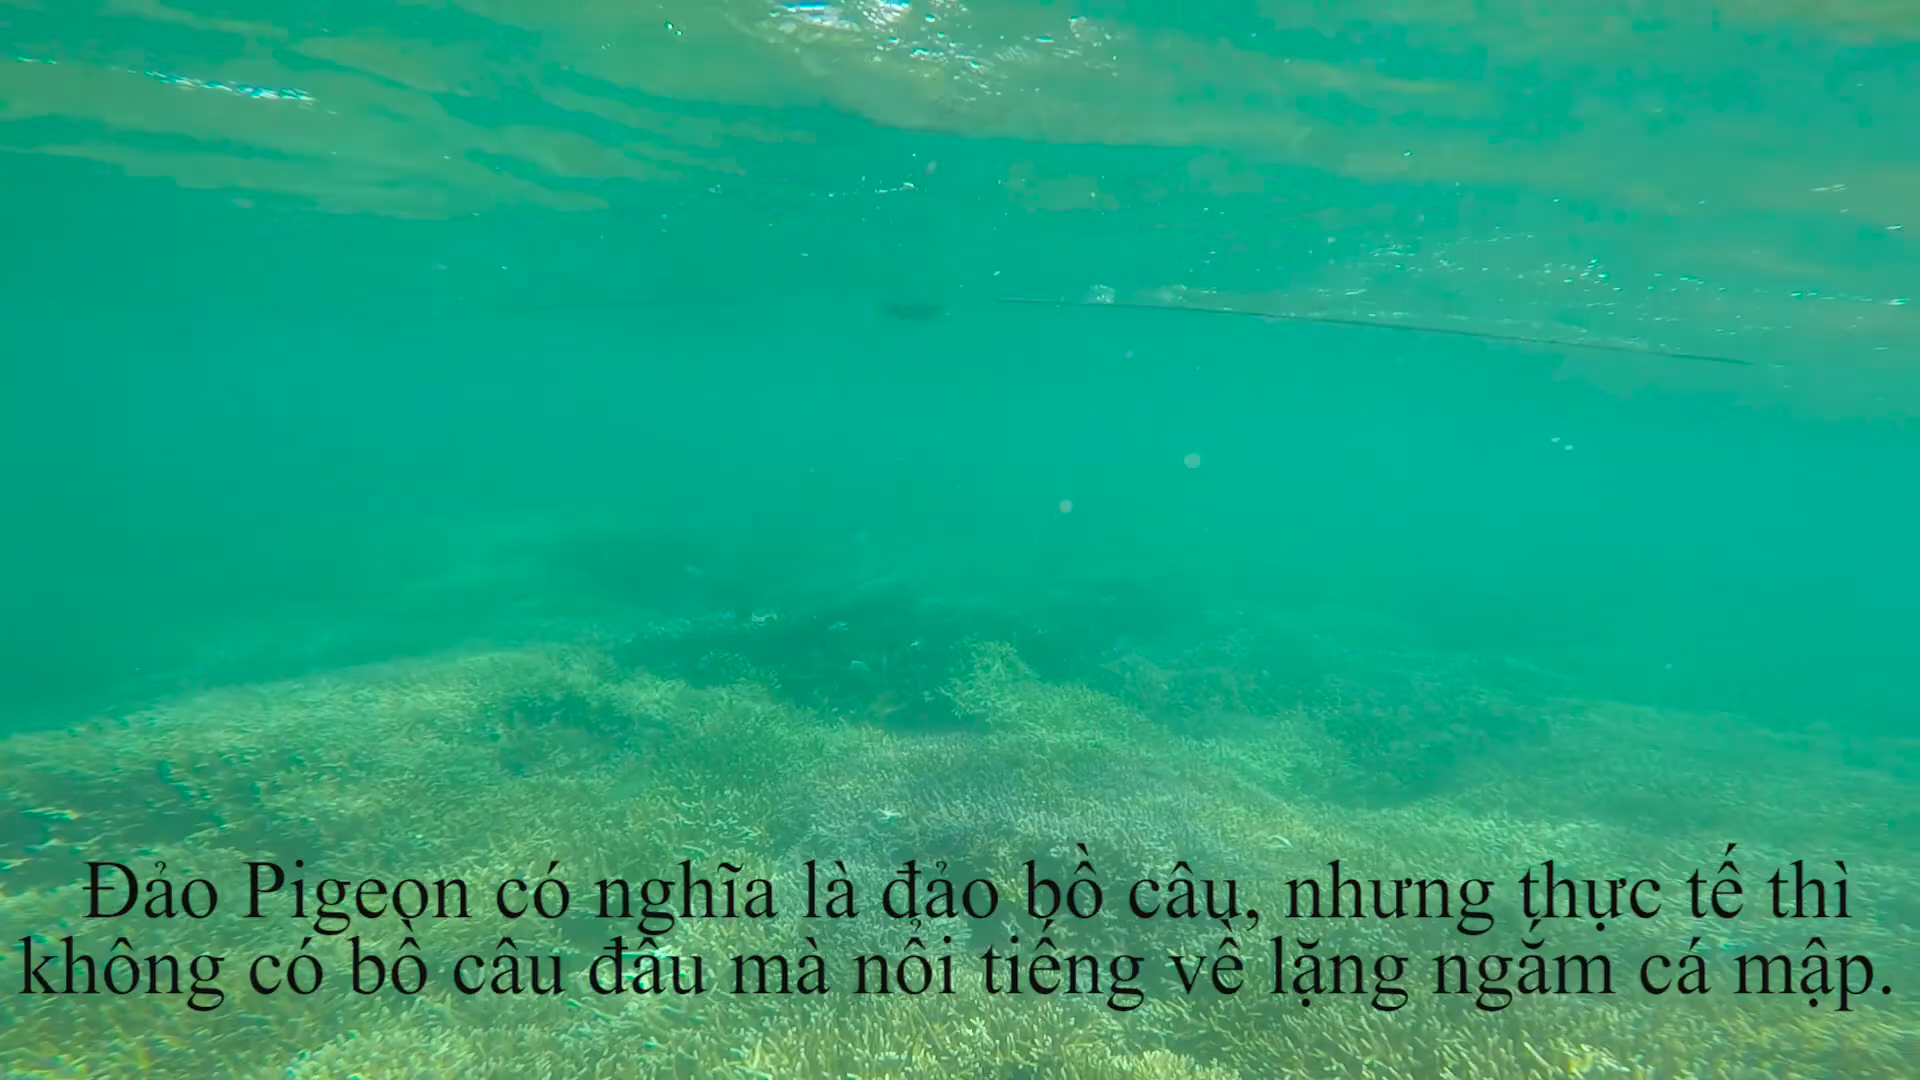 Đảo Pigeon có nghĩa là đảo bồ câu, nhưng thực tế thì
không có bồ câu đâu mà nổi tiếng về lặng ngắm cá mập.